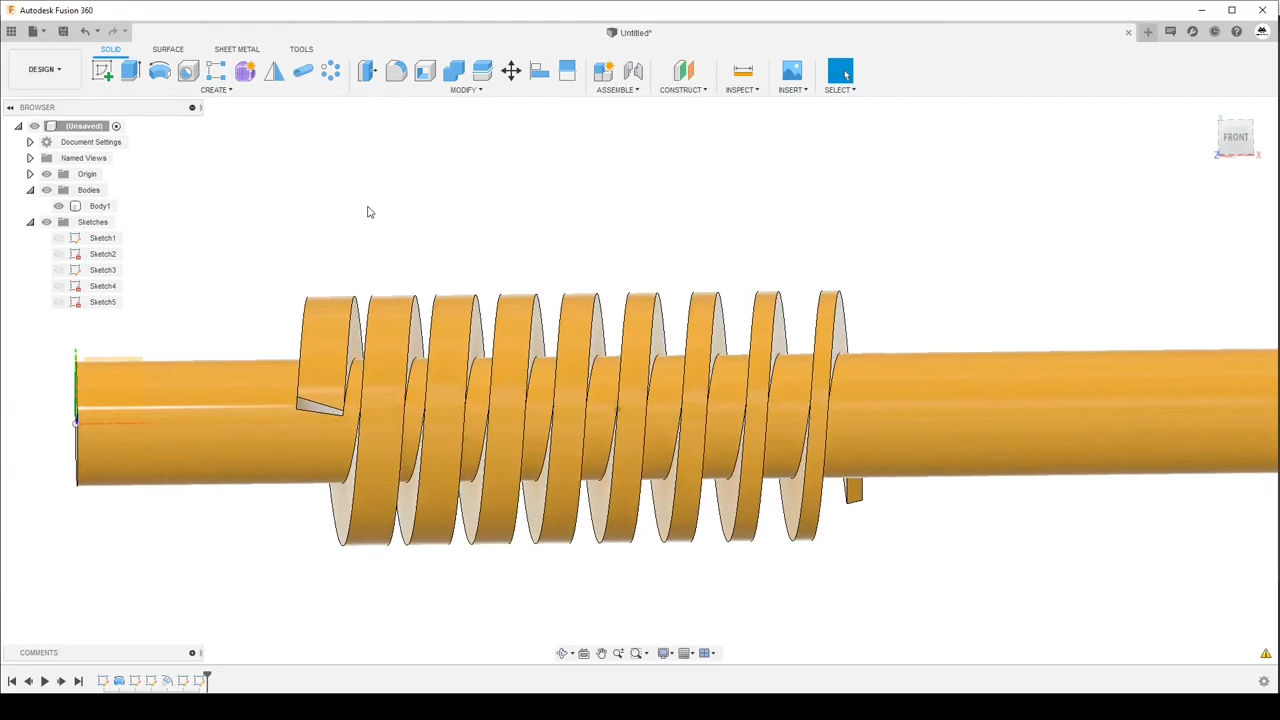 Autodesk Fusion 360
Untitled*
DESIGN
SOLID
SURFACE
SHEET METAL
TOOLS
CREATE
MODIFY
ASSEMBLE
CONSTRUCT
INSPECT
INSERT
SELECT
BROWSER
(Unsaved)
Document Settings
Named Views
Origin
Bodies
Body1
Sketches
Sketch1
Sketch2
Sketch3
Sketch4
Sketch5
FRONT
Y
Z
X
COMMENTS